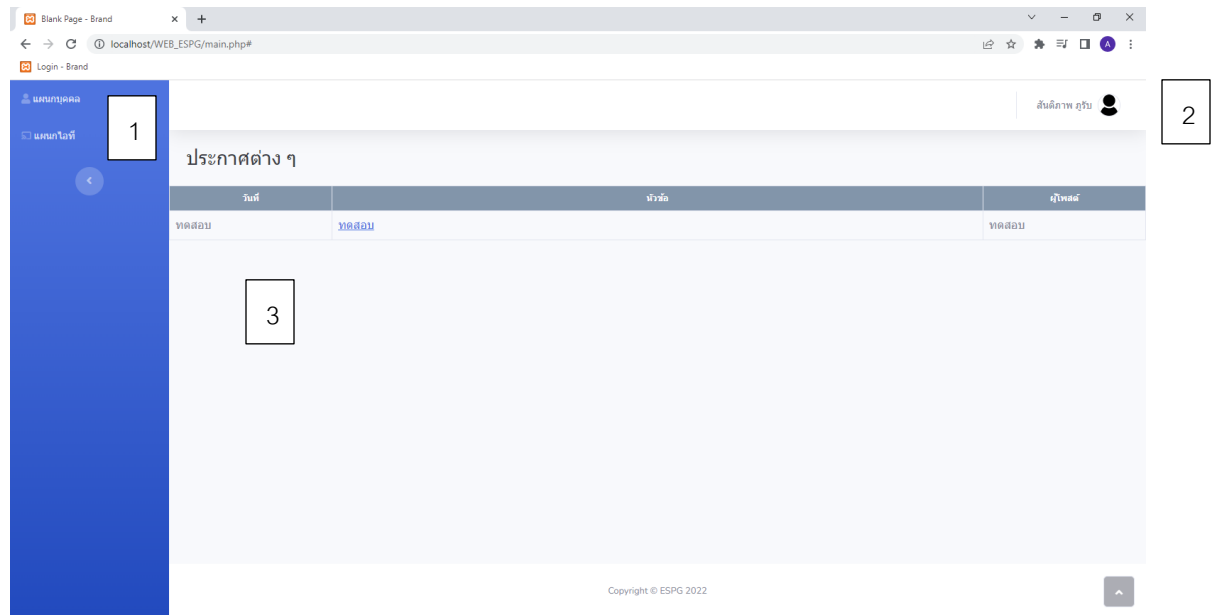 Blank Page - Brand
localhost/WEB_ESPG/main.php#
A
Login - Brand
แผนกบุคคล
แผนกไอที
1
สันติภาพ ภูรับ
2
ประกาศต่าง ๆ
วันที่ หัวข้อ ผู้โพสต์
ทดสอบ ทดสอบ ทดสอบ
3
Copyright © ESPG 2022